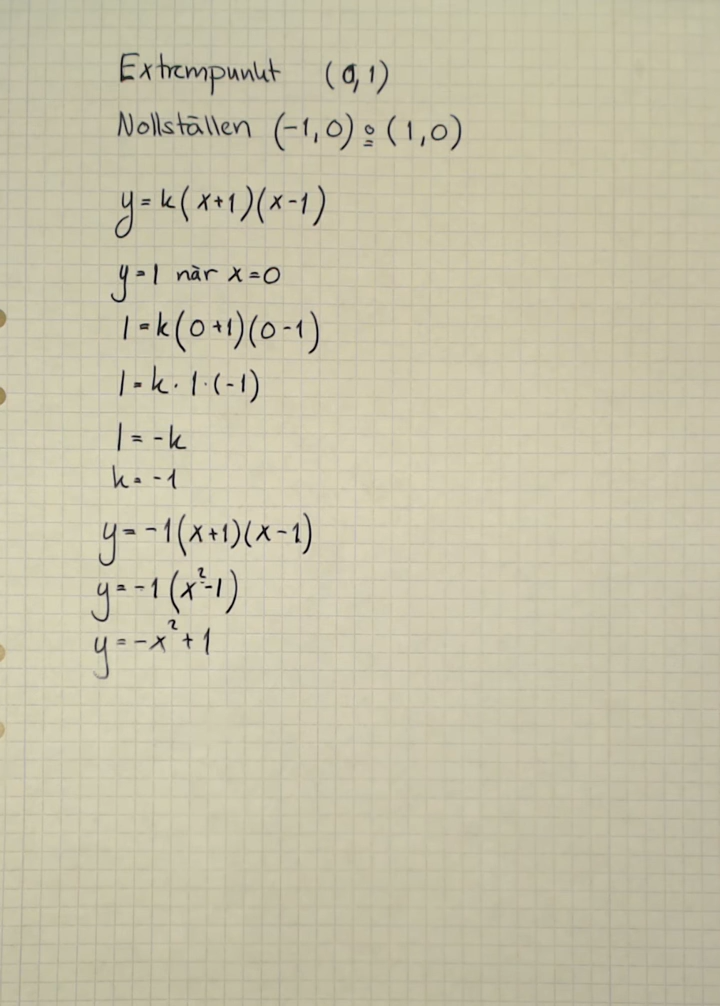 Extrempunkt (0,1)
Nollställen (-1,0) & (1,0)
y = k(x+1)(x-1)
y = 1 när x = 0
1 = k(0+1)(0-1)
1 = k · 1 · (-1)
1 = -k
k = -1
y = -1(x+1)(x-1)
y = -1(x²-1)
y = -x² + 1